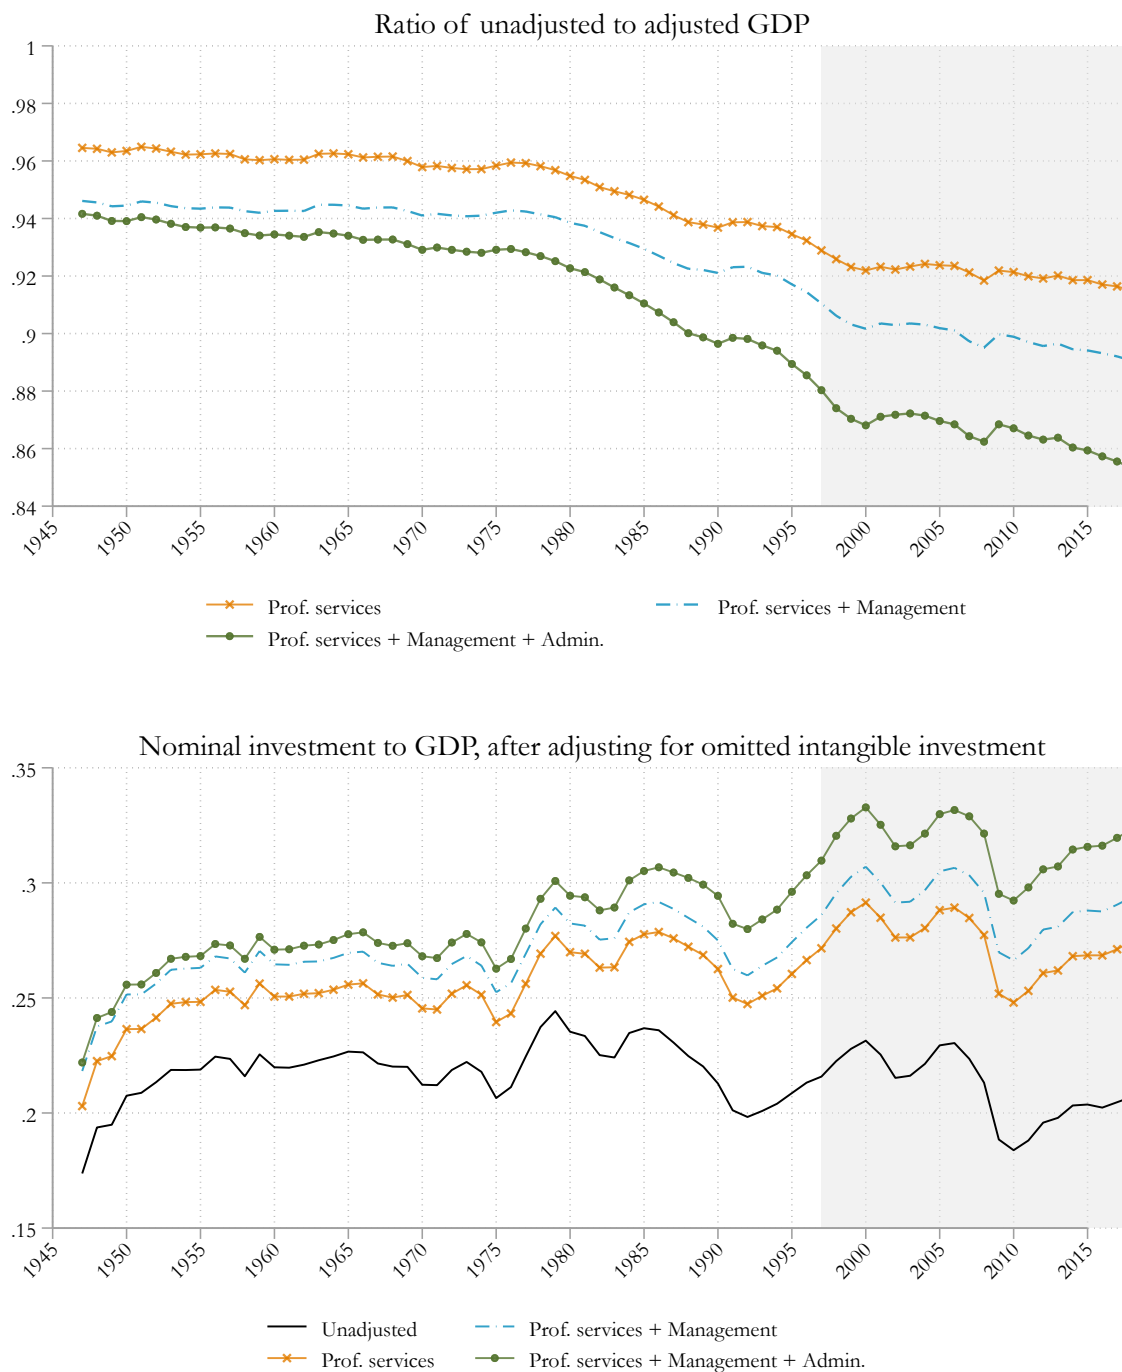 Ratio of unadjusted to adjusted GDP
1
.98
.96
.94
.92
.9
.88
.86
.84
1945 1950 1955 1960 1965 1970 1975 1980 1985 1990 1995 2000 2005 2010 2015
Prof. services Prof. services + Management
Prof. services + Management + Admin.
Nominal investment to GDP, after adjusting for omitted intangible investment
.35
.3
.25
.2
.15
1945 1950 1955 1960 1965 1970 1975 1980 1985 1990 1995 2000 2005 2010 2015
Unadjusted Prof. services + Management
Prof. services Prof. services + Management + Admin.